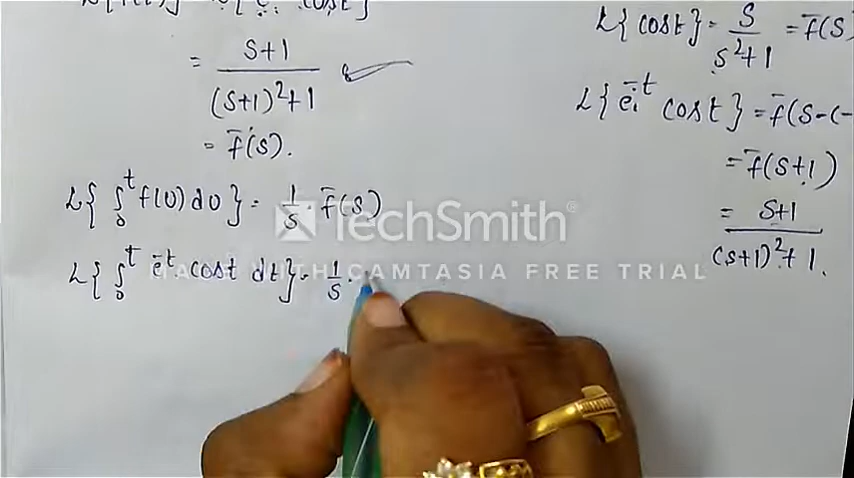 = S+1 / (S+1)²+1
= f̄(s).
L{ ∫₀ᵗ f(u) du } = 1/s · f̄(s)
L{ ∫₀ᵗ e⁻ᵗ cost dt } = 1/s ·
L{ cost } = S / s²+1 = f̄(s)
L{ e⁻ᵗ cost } = f̄(s-(-
= f̄(s+1)
= S+1 / (s+1)²+1.
TechSmith
MADE WITH CAMTASIA FREE TRIAL